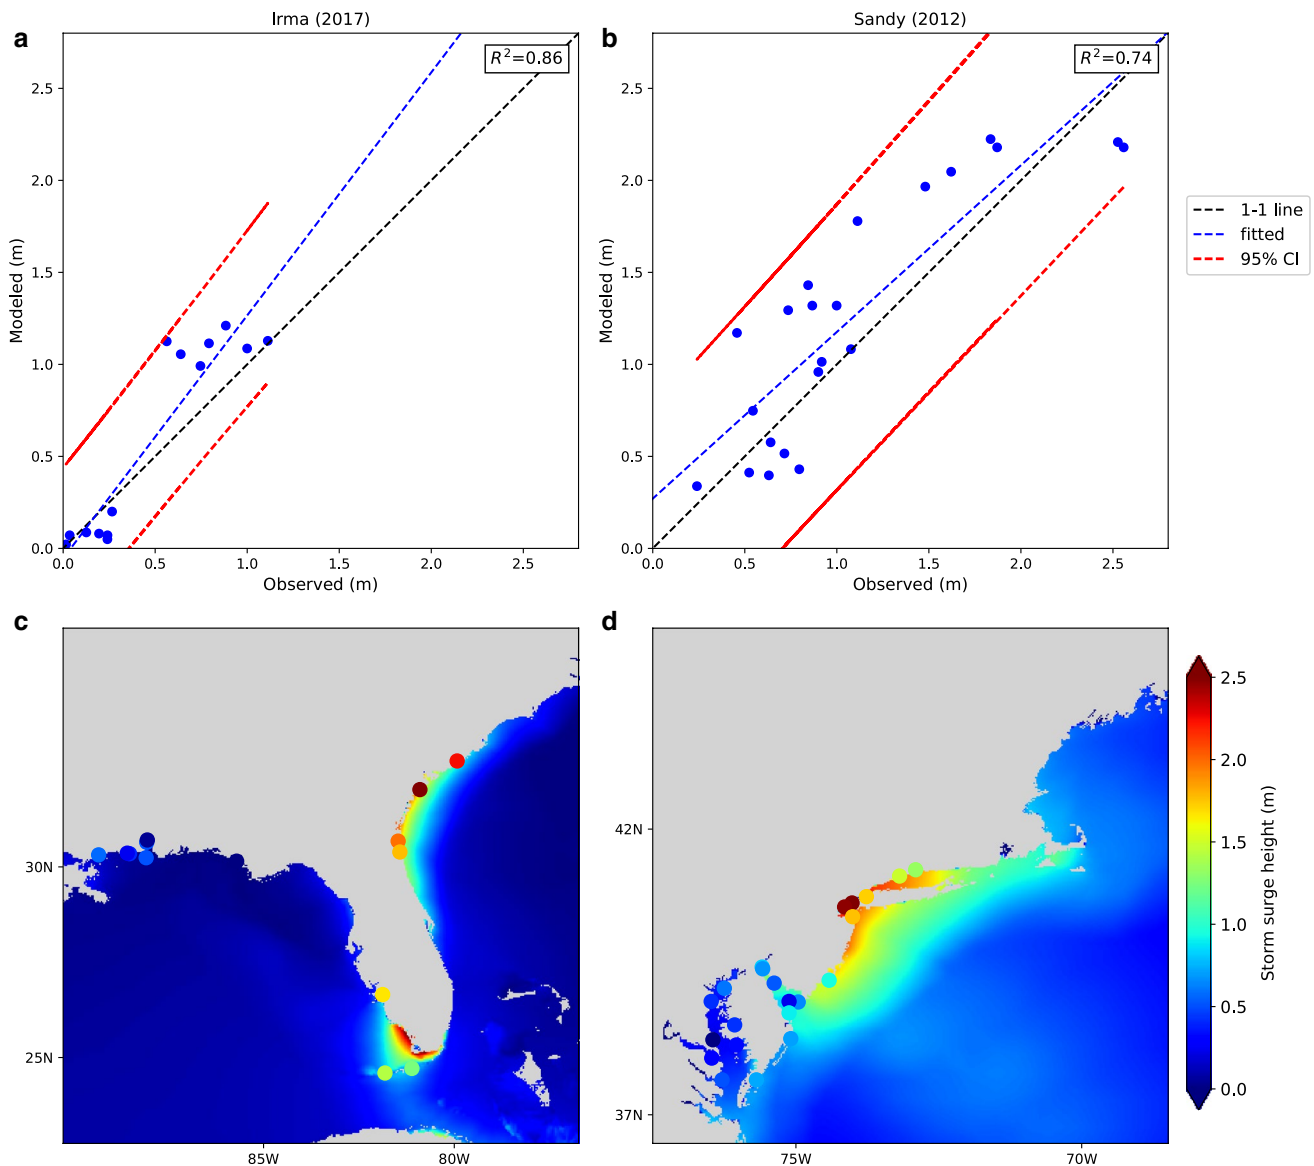 a
Irma (2017)
R²=0.86
Modeled (m)
2.5
2.0
1.5
1.0
0.5
0.0
0.0 0.5 1.0 1.5 2.0 2.5
Observed (m)
b
Sandy (2012)
R²=0.74
Modeled (m)
2.5
2.0
1.5
1.0
0.5
0.0
0.0 0.5 1.0 1.5 2.0 2.5
Observed (m)
1-1 line
fitted
95% CI
c
30N
25N
85W 80W
d
42N
37N
75W 70W
2.5
2.0
1.5
1.0
0.5
0.0
Storm surge height (m)